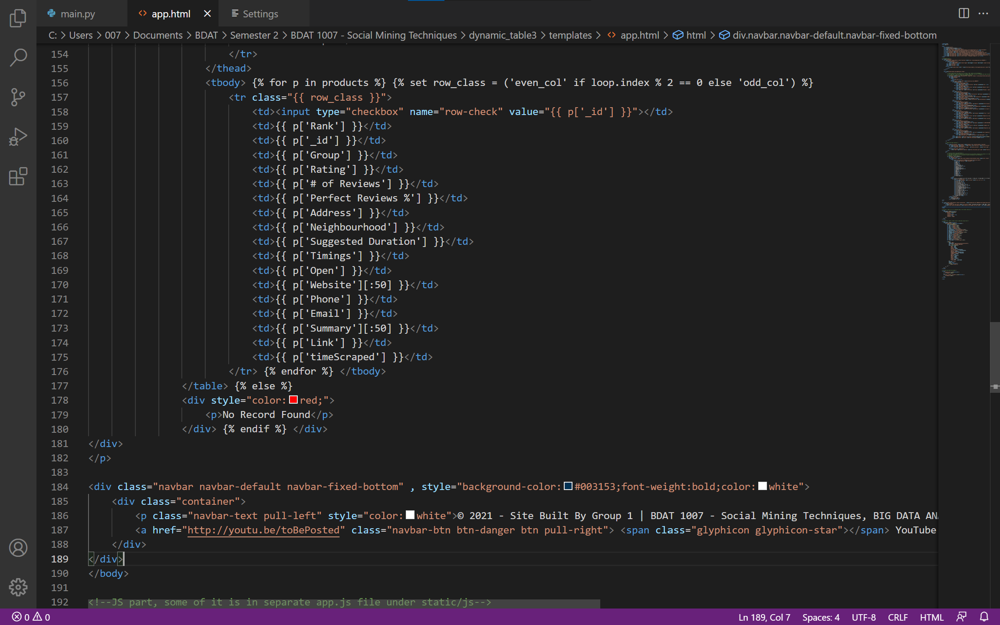 main.py app.html Settings
C: > Users > 007 > Documents > BDAT > Semester 2 > BDAT 1007 - Social Mining Techniques > dynamic_table3 > templates > app.html > html > div.navbar.navbar-default.navbar-fixed-bottom
154 </tr>
155 </thead>
156 <tbody> {% for p in products %} {% set row_class = ('even_col' if loop.index % 2 == 0 else 'odd_col') %}
157 <tr class="{{ row_class }}">
158 <td><input type="checkbox" name="row-check" value="{{ p['_id'] }}"></td>
159 <td>{{ p['Rank'] }}</td>
160 <td>{{ p['_id'] }}</td>
161 <td>{{ p['Group'] }}</td>
162 <td>{{ p['Rating'] }}</td>
163 <td>{{ p['# of Reviews'] }}</td>
164 <td>{{ p['Perfect Reviews %'] }}</td>
165 <td>{{ p['Address'] }}</td>
166 <td>{{ p['Neighbourhood'] }}</td>
167 <td>{{ p['Suggested Duration'] }}</td>
168 <td>{{ p['Timings'] }}</td>
169 <td>{{ p['Open'] }}</td>
170 <td>{{ p['Website'][:50] }}</td>
171 <td>{{ p['Phone'] }}</td>
172 <td>{{ p['Email'] }}</td>
173 <td>{{ p['Summary'][:50] }}</td>
174 <td>{{ p['Link'] }}</td>
175 <td>{{ p['timeScraped'] }}</td>
176 </tr> {% endfor %} </tbody>
177 </table> {% else %}
178 <div style="color:red;">
179 <p>No Record Found</p>
180 </div> {% endif %} </div>
181 </div>
182 </p>
183
184 <div class="navbar navbar-default navbar-fixed-bottom" , style="background-color:#003153;font-weight:bold;color:white">
185 <div class="container">
186 <p class="navbar-text pull-left" style="color:white">© 2021 - Site Built By Group 1 | BDAT 1007 - Social Mining Techniques, BIG DATA AN
187 <a href="http://youtu.be/toBePosted" class="navbar-btn btn-danger btn pull-right"> <span class="glyphicon glyphicon-star"></span> YouTube
188 </div>
189 </div>
190 </body>
191
192 <!--JS part, some of it is in separate app.js file under static/js-->
0 0 Ln 189, Col 7 Spaces: 4 UTF-8 CRLF HTML